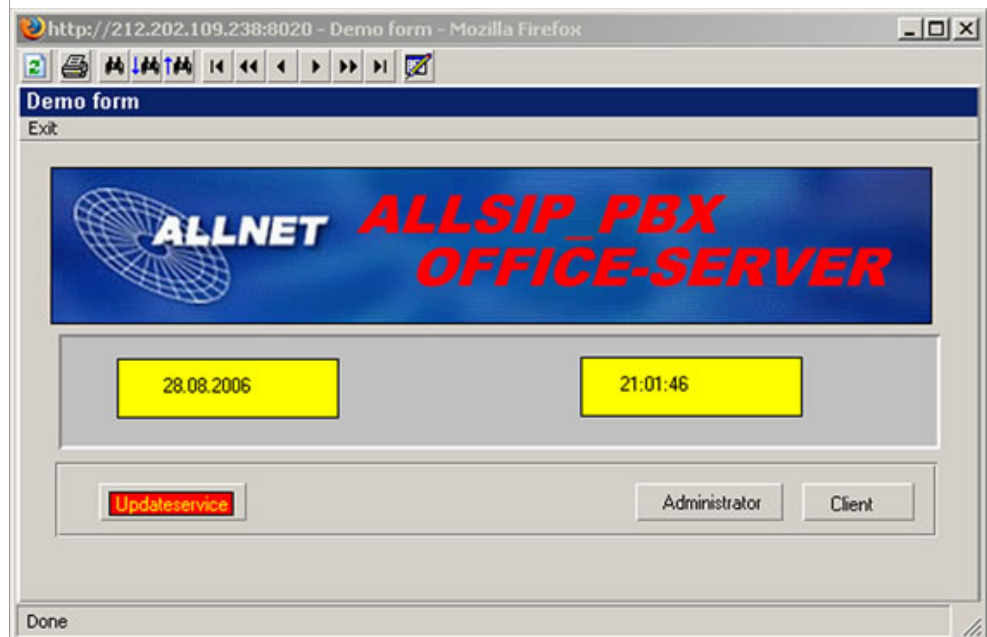 http://212.202.109.238:8020 - Demo form - Mozilla Firefox
Demo form
Exit
ALLNET
ALLSIP_PBX
OFFICE-SERVER
28.08.2006
21:01:46
Updateservice
Administrator
Client
Done